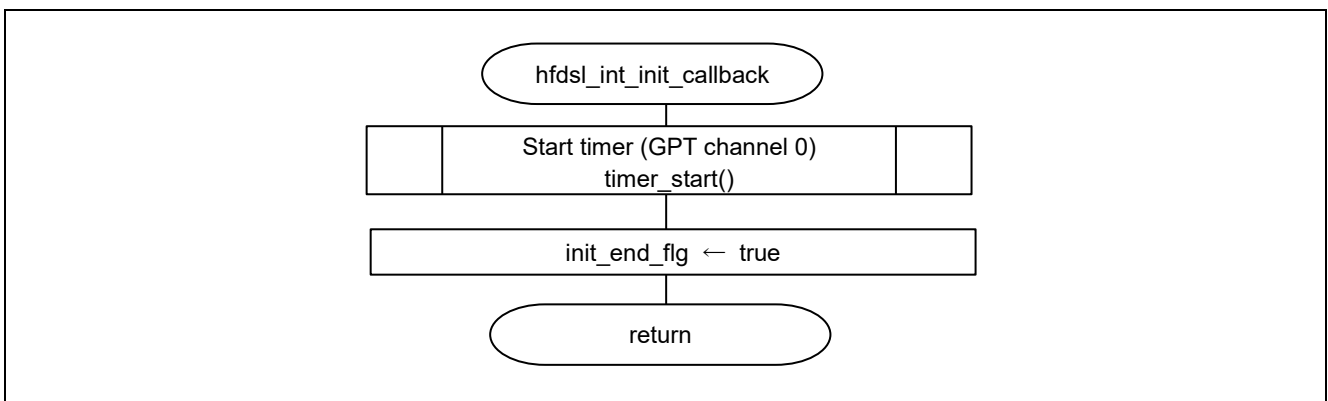 hfdsl_int_init_callback
Start timer (GPT channel 0)
timer_start()
init_end_flg ← true
return